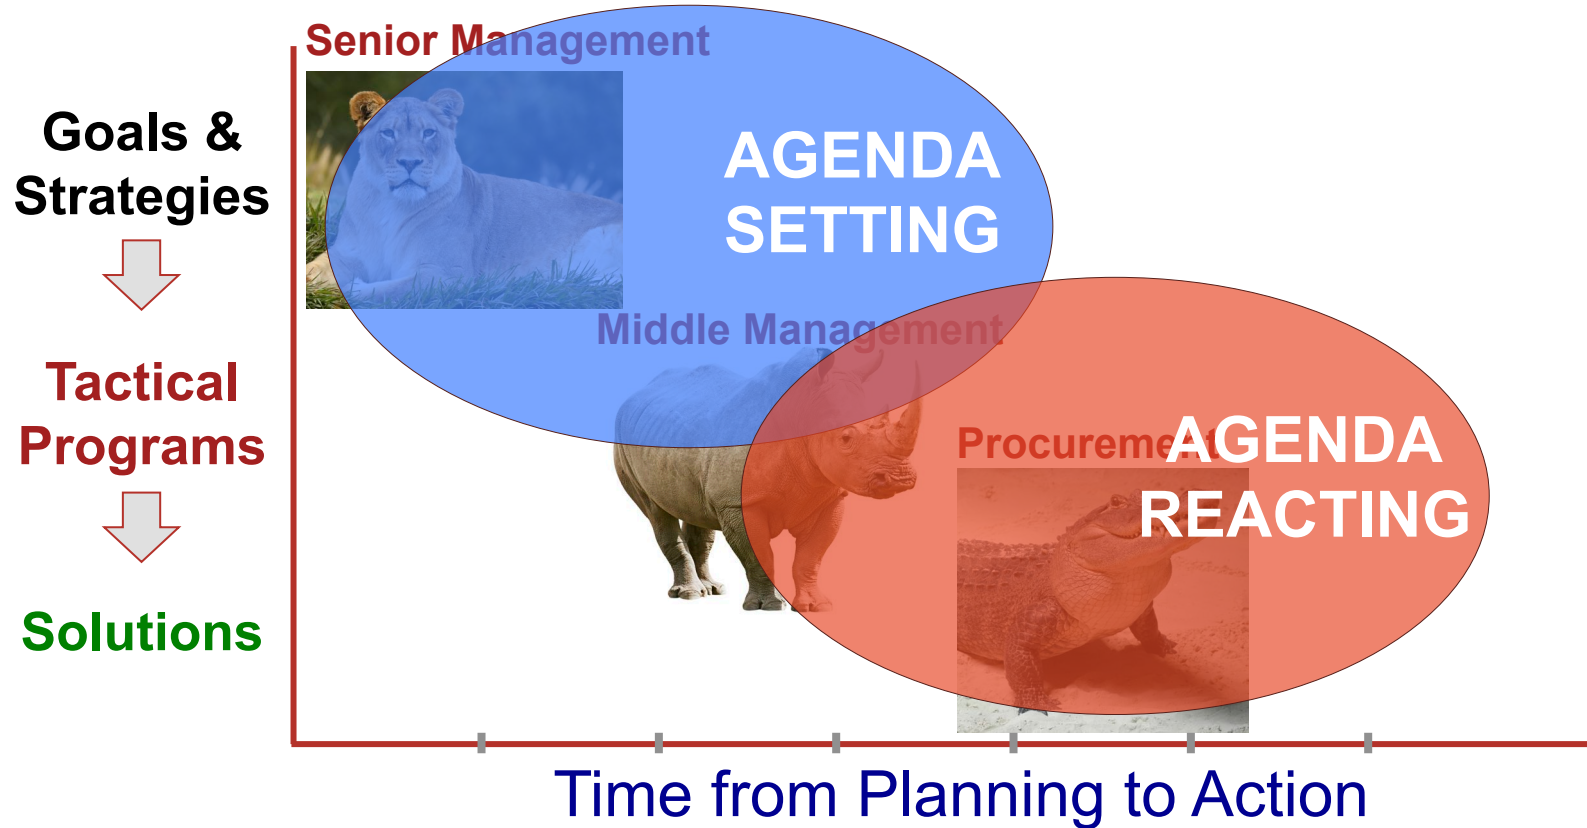 Senior Management
Goals &
Strategies
AGENDA
SETTING
Middle Management
Tactical
Programs
Procurement
AGENDA
REACTING
Solutions
Time from Planning to Action